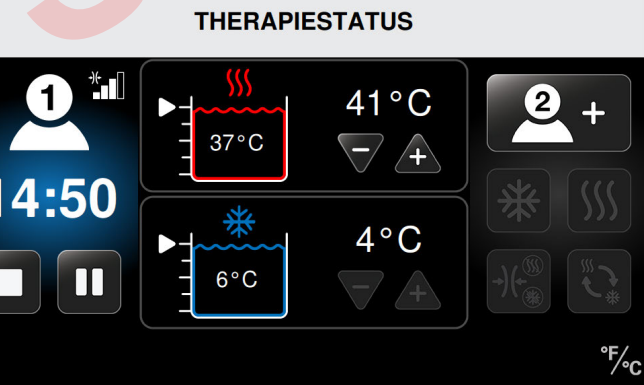 THERAPIESTATUS
1
41°C
37°C
2 +
4:50
− +
4°C
6°C
− +
°F/°C